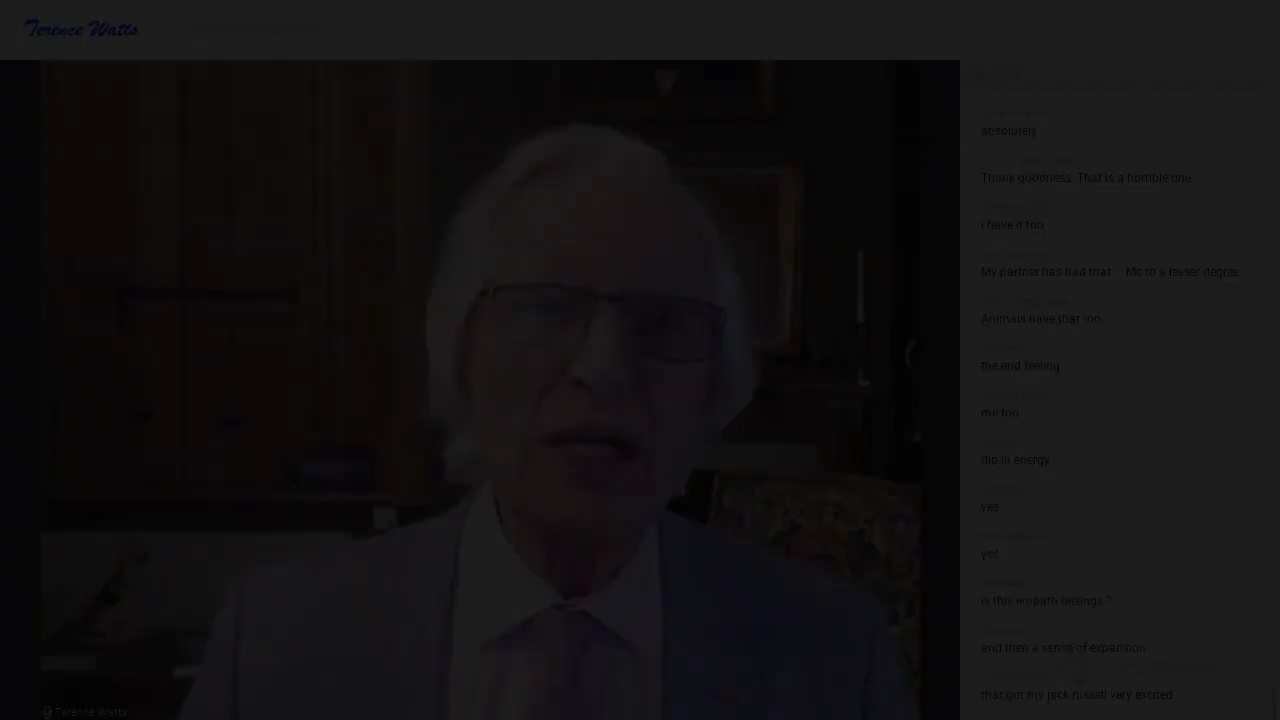 Terence Watts
absolutely
Thank goodness. That is a horrible one
i have it too
My partner has had that... Me to a lesser degree
Animals have that too.
the end feeling
me too
dip in energy
yes
yes
is this empath feelings ?
and then a sense of expansion
that got my jack russell very excited
Terence Watts